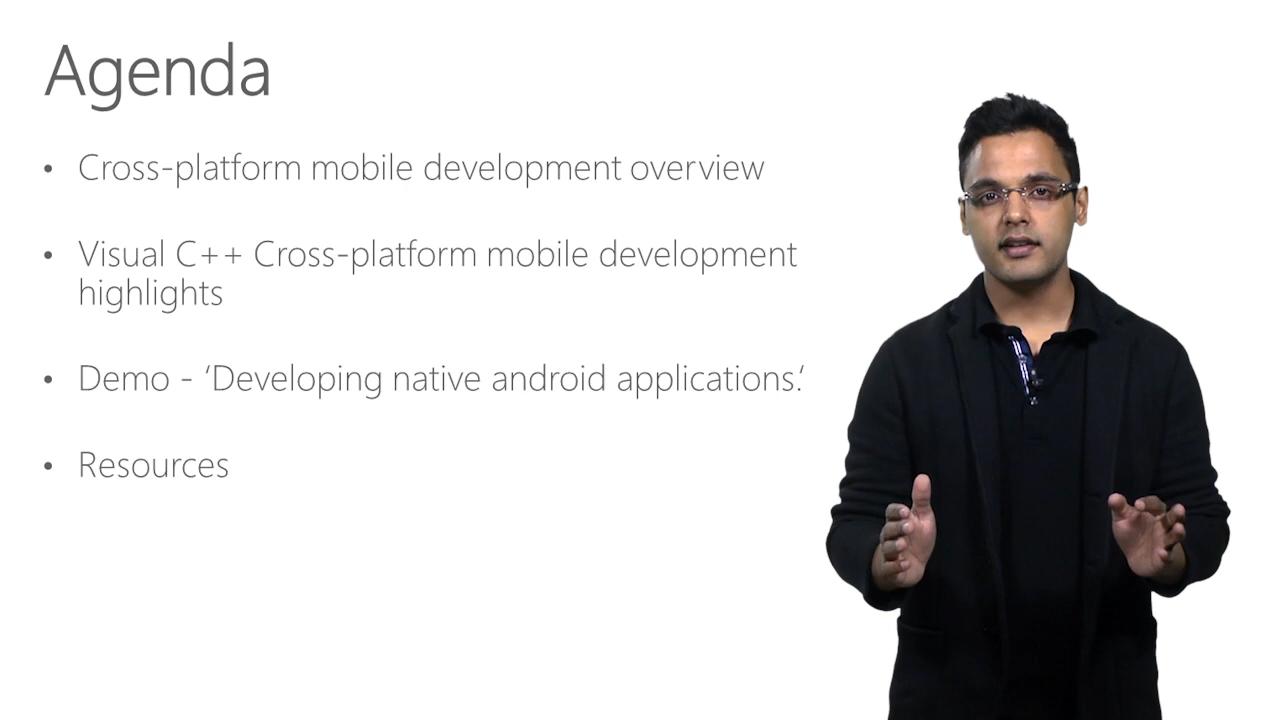 Agenda
• Cross-platform mobile development overview
• Visual C++ Cross-platform mobile development
highlights
• Demo - ‘Developing native android applications.’
• Resources